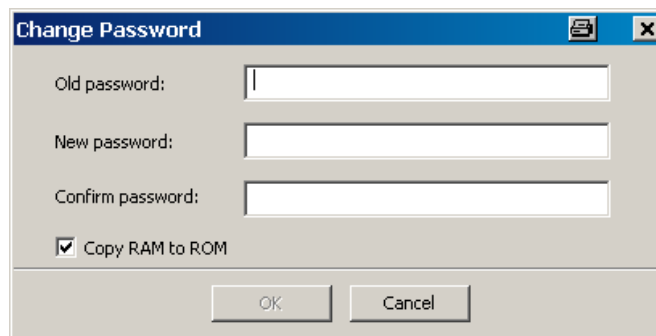 Change Password
Old password:
New password:
Confirm password:
Copy RAM to ROM
OK Cancel